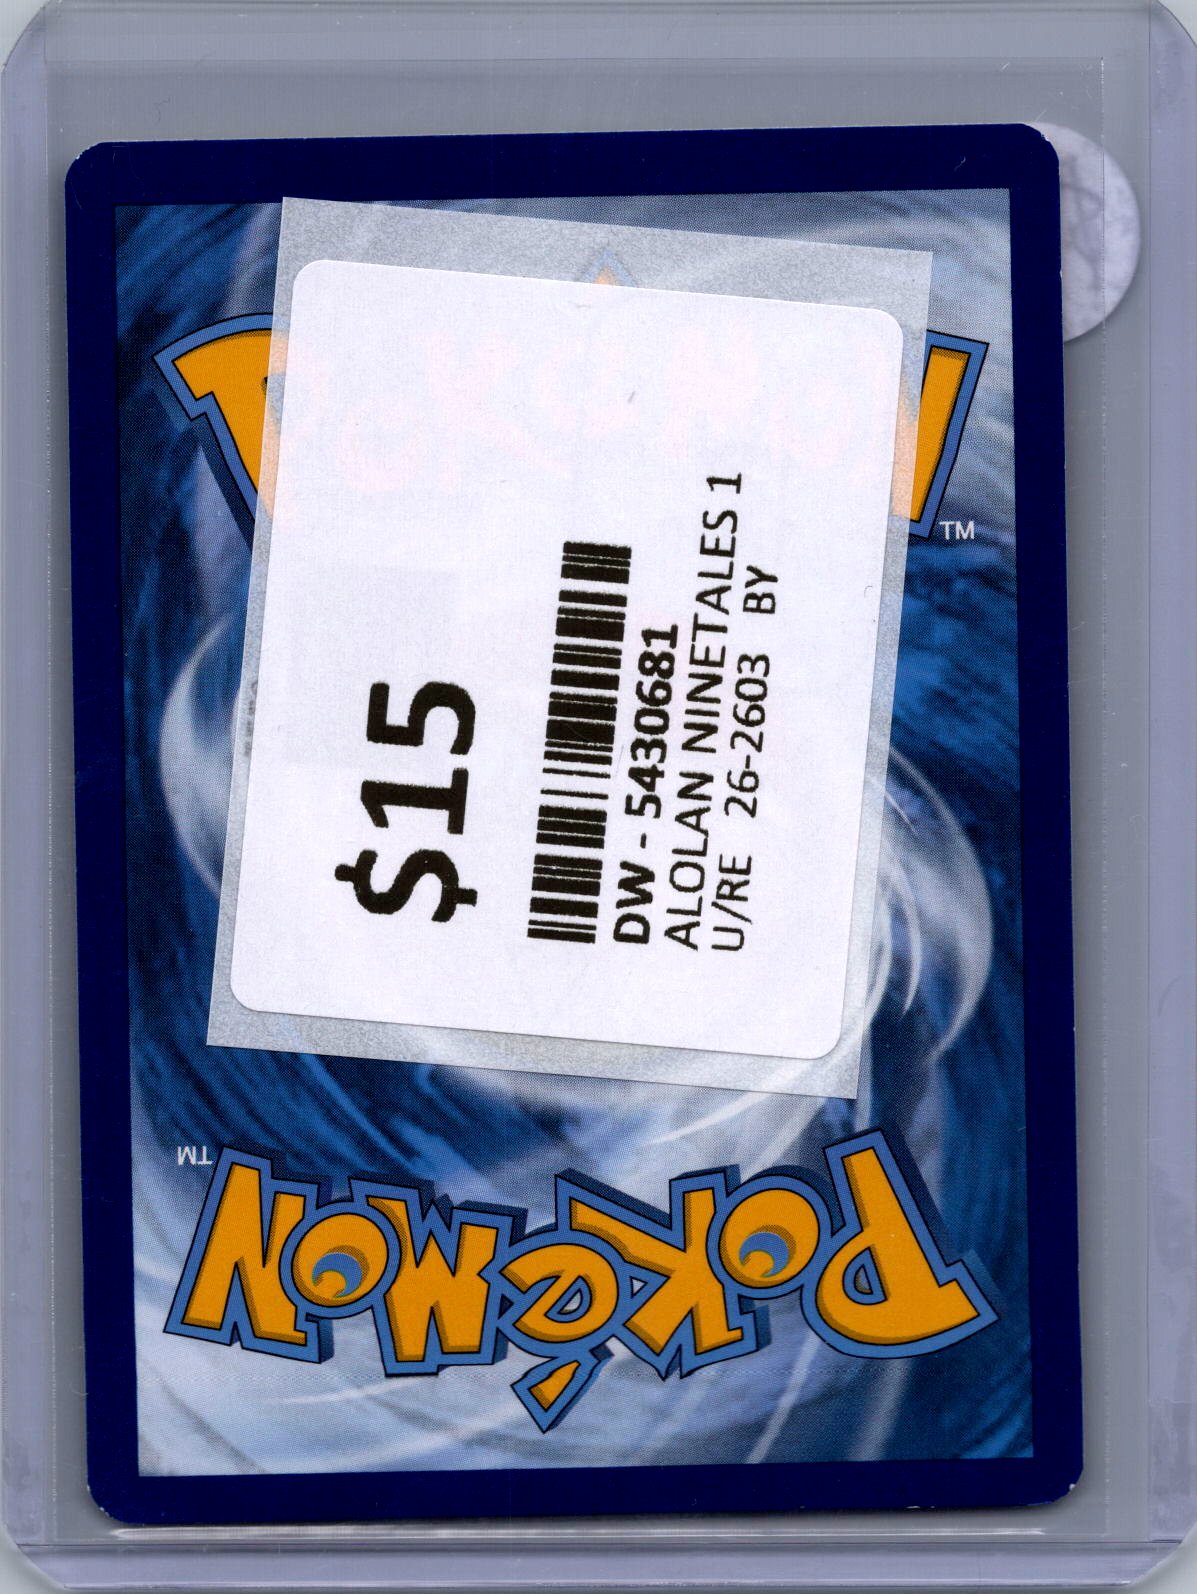 $15
DW - 5430681
ALOLAN NINETALES 1
U/RE 26-2603 BY
TM
POKéMON
TM